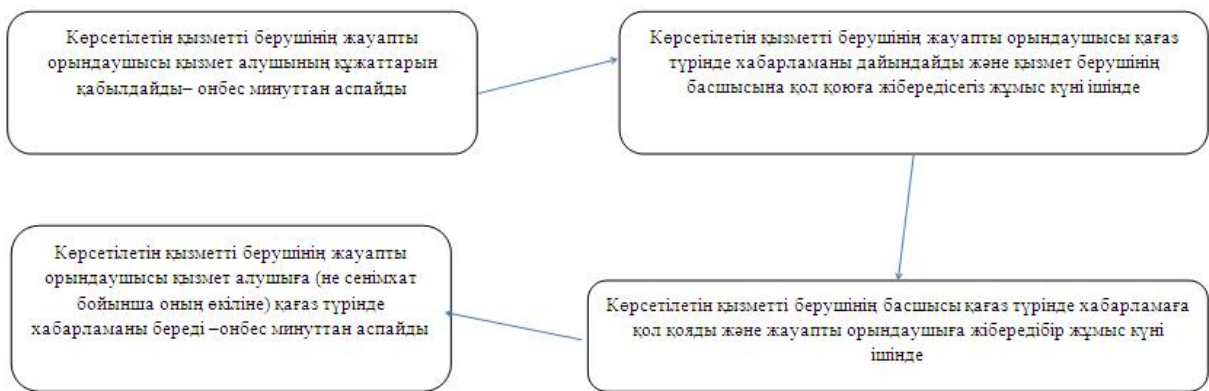 Көрсетілетін қызметті берушінің жауапты
орындаушысы қызмет алушының құжаттарын
қабылдайды– онбес минуттан аспайды
Көрсетілетін қызметті берушінің жауапты орындаушысы қағаз
түрінде хабарламаны дайындайды және қызмет берушінің
басшысына қол қоюға жібередісегіз жұмыс күні ішінде
Көрсетілетін қызметті берушінің басшысы қағаз түрінде хабарламаға
қол қояды және жауапты орындаушыға жібередібір жұмыс күні
ішінде
Көрсетілетін қызметті берушінің жауапты
орындаушысы қызмет алушыға (не сенімхат
бойынша оның өкіліне) қағаз түрінде
хабарламаны береді –онбес минуттан аспайды